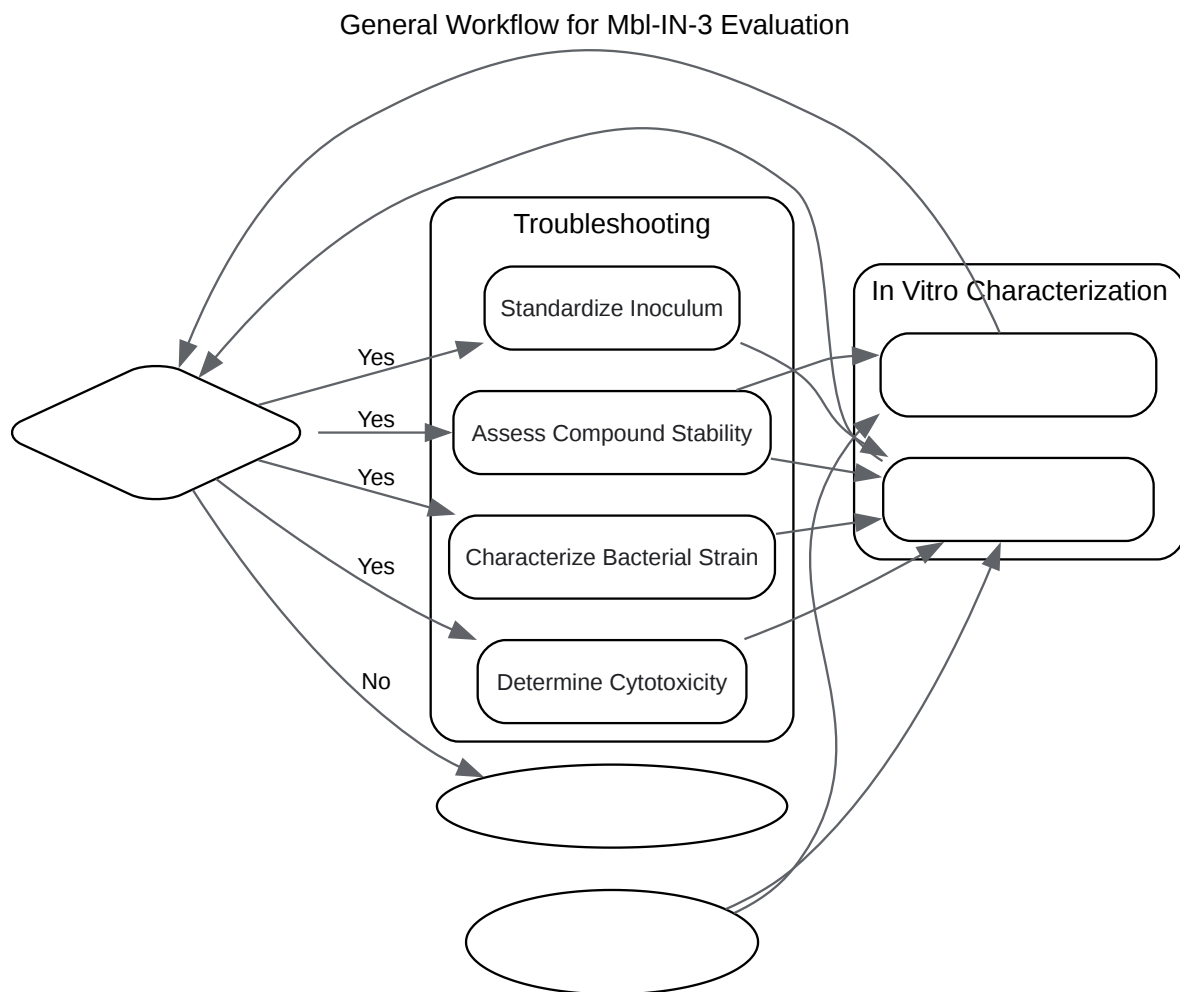 General Workflow for Mbl-IN-3 Evaluation
Troubleshooting
In Vitro Characterization
Standardize Inoculum
Yes
Yes
Assess Compound Stability
Yes
Characterize Bacterial Strain
Yes
No
Determine Cytotoxicity